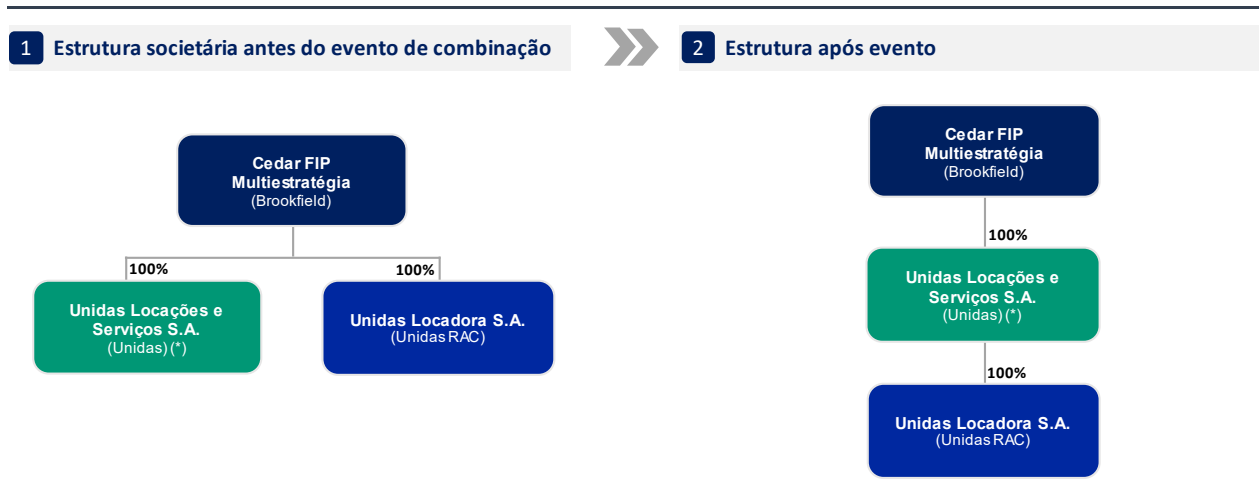 1 Estrutura societária antes do evento de combinação
2 Estrutura após evento
Cedar FIP
Multiestratégia
(Brookfield)
100%
100%
Unidas Locações e
Serviços S.A.
(Unidas) (*)
Unidas Locadora S.A.
(Unidas RAC)
Cedar FIP
Multiestratégia
(Brookfield)
100%
Unidas Locações e
Serviços S.A.
(Unidas) (*)
100%
Unidas Locadora S.A.
(Unidas RAC)